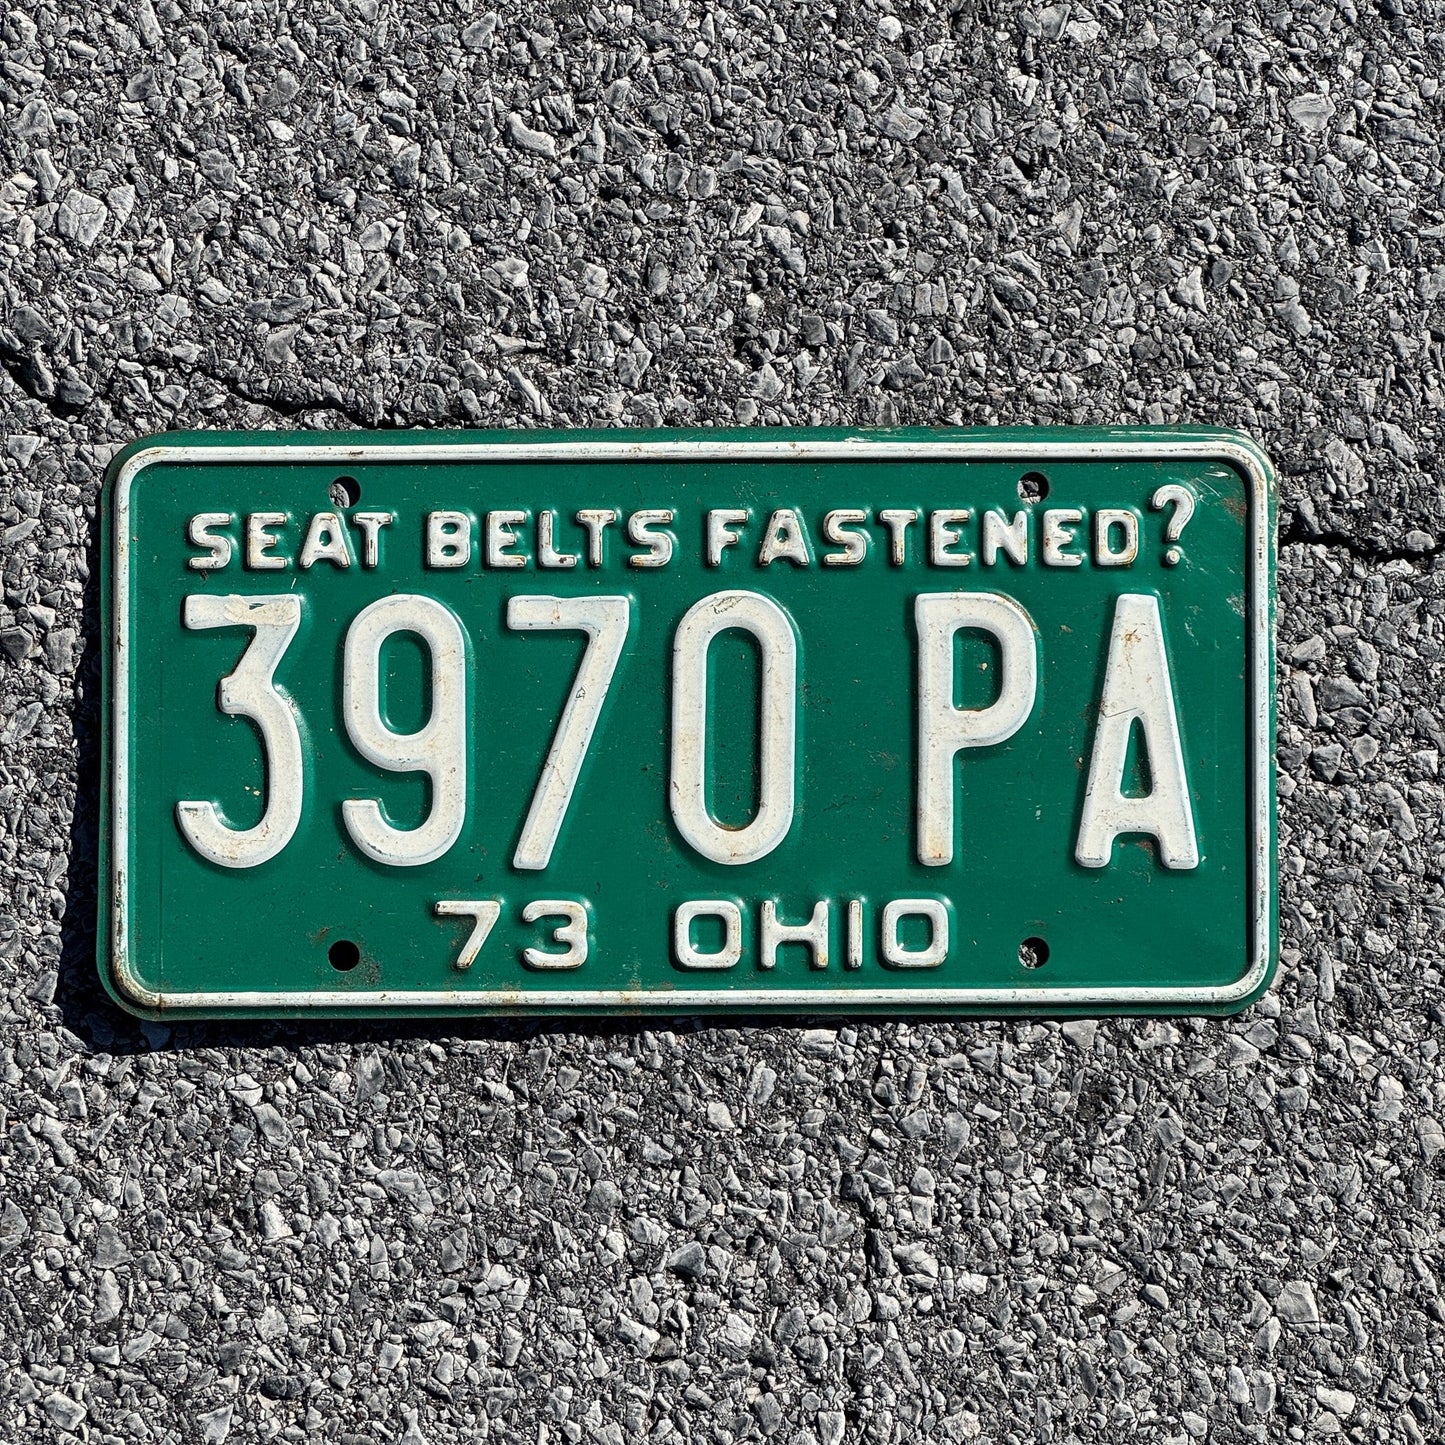 SEAT BELTS FASTENED?
3970 PA
73 OHIO